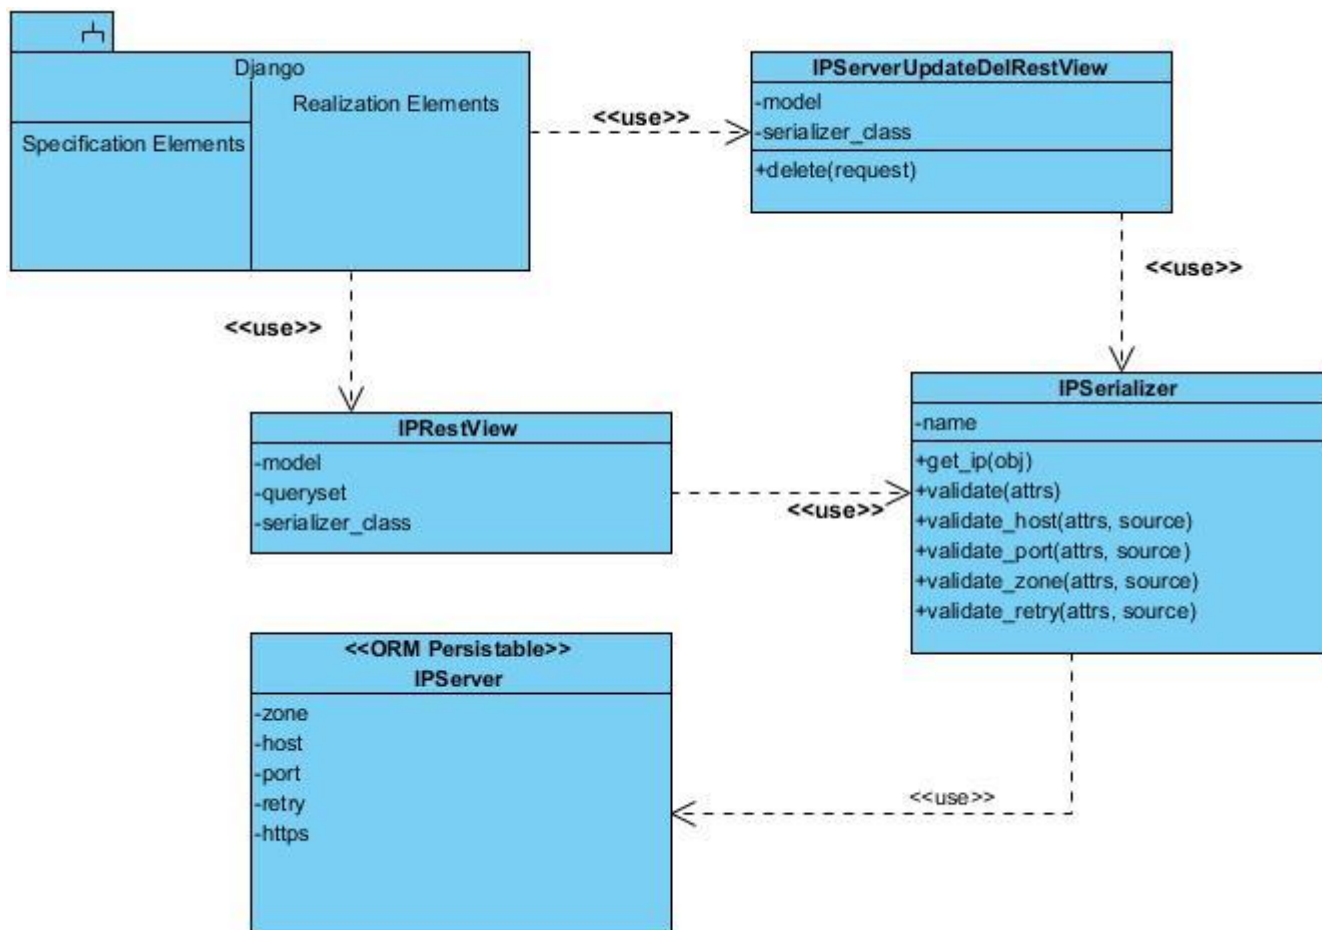 Django
Realization Elements
Specification Elements
<<use>>
IPServerUpdateDelRestView
-model
-serializer_class
+delete(request)
<<use>>
<<use>>
IPRestView
-model
-queryset
-serializer_class
<<use>>
IPSerializer
-name
+get_ip(obj)
+validate(attrs)
+validate_host(attrs, source)
+validate_port(attrs, source)
+validate_zone(attrs, source)
+validate_retry(attrs, source)
<<ORM Persistable>>
IPServer
-zone
-host
-port
-retry
-https
<<use>>